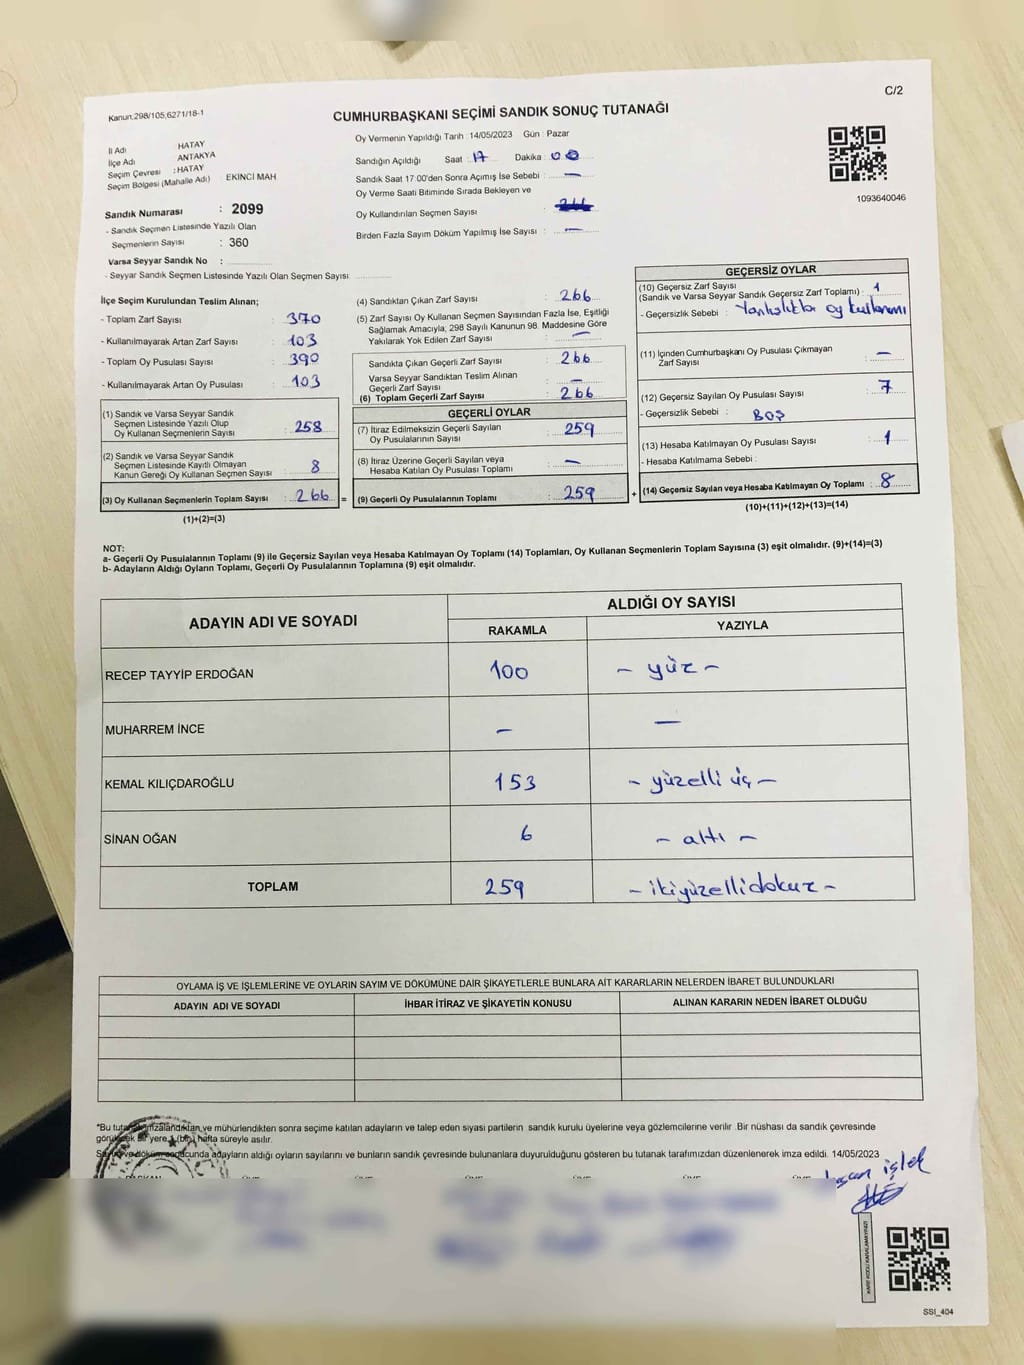 C/2
Kanun.298/105,6271/18-1
CUMHURBAŞKANI SEÇİMİ SANDIK SONUÇ TUTANAĞI
İl Adı HATAY
İlçe Adı ANTAKYA
Seçim Çevresi :HATAY
Seçim Bölgesi (Mahalle Adı) : EKİNCİ MAH
Sandık Numarası : 2099
- Sandık Seçmen Listesinde Yazılı Olan
Seçmenlerin Sayısı : 360
Varsa Seyyar Sandık No :
- Seyyar Sandık Seçmen Listesinde Yazılı Olan Seçmen Sayısı
Oy Vermenin Yapıldığı Tarih :14/05/2023 Gün : Pazar
Sandığın Açıldığı Saat : 17 Dakika : 00
Sandık Saat 17:00'den Sonra Açımış İse Sebebi : —
Oy Verme Saati Bitiminde Sırada Bekleyen ve
Oy Kullandırılan Seçmen Sayısı :
Birden Fazla Sayım Döküm Yapılmış İse Sayısı : —
1093640046
İlçe Seçim Kurulundan Teslim Alınan;
- Toplam Zarf Sayısı : 370
- Kullanılmayarak Artan Zarf Sayısı : 103
- Toplam Oy Pusulası Sayısı : 390
- Kullanılmayarak Artan Oy Pusulası : 103
(1) Sandık ve Varsa Seyyar Sandık
Seçmen Listesinde Yazılı Olup
Oy Kullanan Seçmenlerin Sayısı : 258
(2) Sandık ve Varsa Seyyar Sandık
Seçmen Listesinde Kayıtlı Olmayan
Kanun Gereği Oy Kullanan Seçmen Sayısı : 8
(3) Oy Kullanan Seçmenlerin Toplam Sayısı : 266 =
(1)+(2)=(3)
(4) Sandıktan Çıkan Zarf Sayısı : 266
(5) Zarf Sayısı Oy Kullanan Seçmen Sayısından Fazla İse, Eşitliği
Sağlamak Amacıyla; 298 Sayılı Kanunun 98. Maddesine Göre
Yakılarak Yok Edilen Zarf Sayısı : —
Sandıkta Çıkan Geçerli Zarf Sayısı : 266
Varsa Seyyar Sandıktan Teslim Alınan
Geçerli Zarf Sayısı : —
(6) Toplam Geçerli Zarf Sayısı : 266
GEÇERLİ OYLAR
(7) İtiraz Edilmeksizin Geçerli Sayılan
Oy Pusulalarının Sayısı : 259
(8) İtiraz Üzerine Geçerli Sayılan veya
Hesaba Katılan Oy Pusulası Toplamı : —
(9) Geçerli Oy Pusulalarının Toplamı : 259 +
GEÇERSİZ OYLAR
(10) Geçersiz Zarf Sayısı
(Sandık ve Varsa Seyyar Sandık Geçersiz Zarf Toplamı) : 1
- Geçersizlik Sebebi : Yanlışlıkla oy kullanımı
(11) İçinden Cumhurbaşkanı Oy Pusulası Çıkmayan
Zarf Sayısı : —
(12) Geçersiz Sayılan Oy Pusulası Sayısı : 7
- Geçersizlik Sebebi : BOŞ
(13) Hesaba Katılmayan Oy Pusulası Sayısı : 1
- Hesaba Katılmama Sebebi :
(14) Geçersiz Sayılan veya Hesaba Katılmayan Oy Toplamı : 8
(10)+(11)+(12)+(13)=(14)
NOT:
a- Geçerli Oy Pusulalarının Toplamı (9) ile Geçersiz Sayılan veya Hesaba Katılmayan Oy Toplamı (14) Toplamları, Oy Kullanan Seçmenlerin Toplam Sayısına (3) eşit olmalıdır. (9)+(14)=(3)
b- Adayların Aldığı Oyların Toplamı, Geçerli Oy Pusulalarının Toplamına (9) eşit olmalıdır.
ADAYIN ADI VE SOYADI ALDIĞI OY SAYISI
RAKAMLA YAZIYLA
RECEP TAYYİP ERDOĞAN 100 - yüz -
MUHARREM İNCE — —
KEMAL KILIÇDAROĞLU 153 - yüzelli üç -
SİNAN OĞAN 6 - altı -
TOPLAM 259 - ikiyüzellidokuz -
OYLAMA İŞ VE İŞLEMLERİNE VE OYLARIN SAYIM VE DÖKÜMÜNE DAİR ŞİKAYETLERLE BUNLARA AİT KARARLARIN NELERDEN İBARET BULUNDUKLARI
ADAYIN ADI VE SOYADI İHBAR İTİRAZ VE ŞİKAYETİN KONUSU ALINAN KARARIN NEDEN İBARET OLDUĞU
*Bu tutanak imzalandıktan ve mühürlendikten sonra seçime katılan adayların ve talep eden siyasi partilerin sandık kurulu üyelerine veya gözlemcilerine verilir .Bir nüshası da sandık çevresinde
görülecek bir yere 1 (bir) hafta süreyle asılır.
Sayım ve döküm sonucunda adayların aldığı oyların sayılarını ve bunların sandık çevresinde bulunanlara duyurulduğunu gösteren bu tutanak tarafımızdan düzenlenerek imza edildi. 14/05/2023
işlek
SSI_404